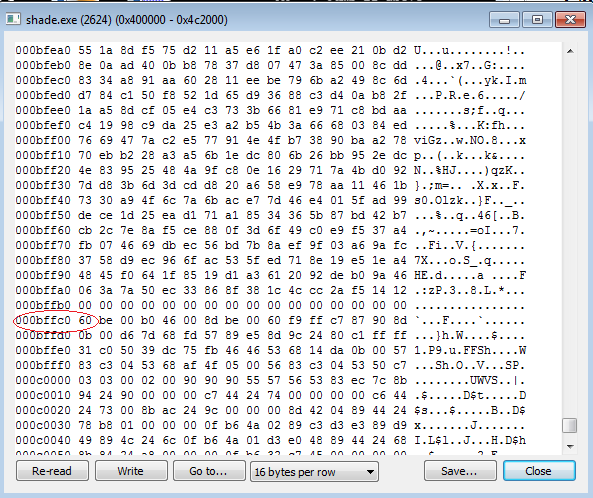 shade.exe (2624) (0x400000 - 0x4c2000)
000bfea0 55 1a 8d f5 75 d2 11 a5 e6 1f a0 c2 ee 21 0b d2 U...u........!..
000bfeb0 8e 0a ad 40 0b b8 78 37 d8 07 47 3a 85 00 8c dd ...@..x7..G:....
000bfec0 83 34 a8 91 aa 60 28 11 ee be 79 6b a2 49 8c 6d .4...`(...yk.I.m
000bfed0 d7 84 c1 50 f8 52 1d 65 d9 36 88 c3 d4 0a b8 2f ...P.R.e.6...../
000bfee0 1a a5 8d cf 05 e4 c3 73 3b 66 81 e9 71 c8 bd aa .......s;f..q...
000bfef0 c4 19 98 c9 da 25 e3 a2 b5 4b 3a 66 68 03 84 ed .....%...K:fh...
000bff00 76 69 47 7a c2 e5 77 91 4e 4f b7 38 90 ba a2 78 viGz..w.NO.8...x
000bff10 70 eb b2 28 a3 a5 6b 1e dc 80 6b 26 bb 95 2e dc p..(..k...k&....
000bff20 4e 83 95 25 48 4a 9f c8 0e 16 29 71 7a 4b d0 92 N..%HJ....)qzK..
000bff30 7d d8 3b 6d 3d cd d8 20 a6 58 e9 78 aa 11 46 1b }.;m=.. .X.x..F.
000bff40 73 30 a9 4f 6c 7a 6b ac e7 7d 46 e4 01 5f ad 99 s0.Olzk..}F.._..
000bff50 de ce 1d 25 ea d1 71 a1 85 34 36 5b 87 bd 42 b7 ...%..q..46[..B.
000bff60 cb 2c 7e 8a f5 ce 88 0f 3d 6f 49 c0 e9 f5 37 a4 .,~.....=oI...7.
000bff70 fb 07 46 69 db ec 56 bd 7b 8a ef 9f 03 a6 9a fc ..Fi..V.{.......
000bff80 37 58 d9 ec 96 6f ac 53 5f ed 71 8e 19 e5 1e a4 7X...o.S_.q.....
000bff90 48 45 f0 64 1f 85 19 d1 a3 61 20 92 de b0 9a 46 HE.d.....a ....F
000bffa0 06 3a 7a 50 ec 33 86 8f 38 1c 4c cc 2a f5 14 12 .:zP.3..8.L.*...
000bffb0 00 00 00 00 00 00 00 00 00 00 00 00 00 00 00 00 ................
000bffc0 60 be 00 b0 46 00 8d be 00 60 f9 ff c7 87 90 8d `...F....`......
000bffd0 0b 00 d6 7d 68 fd 57 89 e5 8d 9c 24 80 c1 ff ff ...}h.W....$....
000bffe0 31 c0 50 39 dc 75 fb 46 46 53 68 14 da 0b 00 57 1.P9.u.FFSh....W
000bfff0 83 c3 04 53 68 af 4f 05 00 56 83 c3 04 53 50 c7 ...Sh.O..V...SP.
000c0000 03 03 00 02 00 90 90 90 55 57 56 53 83 ec 7c 8b ........UWVS..|.
000c0010 94 24 90 00 00 00 c7 44 24 74 00 00 00 00 c6 44 .$.....D$t.....D
000c0020 24 73 00 8b ac 24 9c 00 00 00 8d 42 04 89 44 24 $s...$.....B..D$
000c0030 78 b8 01 00 00 00 0f b6 4a 02 89 c3 d3 e3 89 d9 x.......J.......
000c0040 49 89 4c 24 6c 0f b6 4a 01 d3 e0 48 89 44 24 68 I.L$l..J...H.D$h
Re-read Write Go to... 16 bytes per row Save... Close